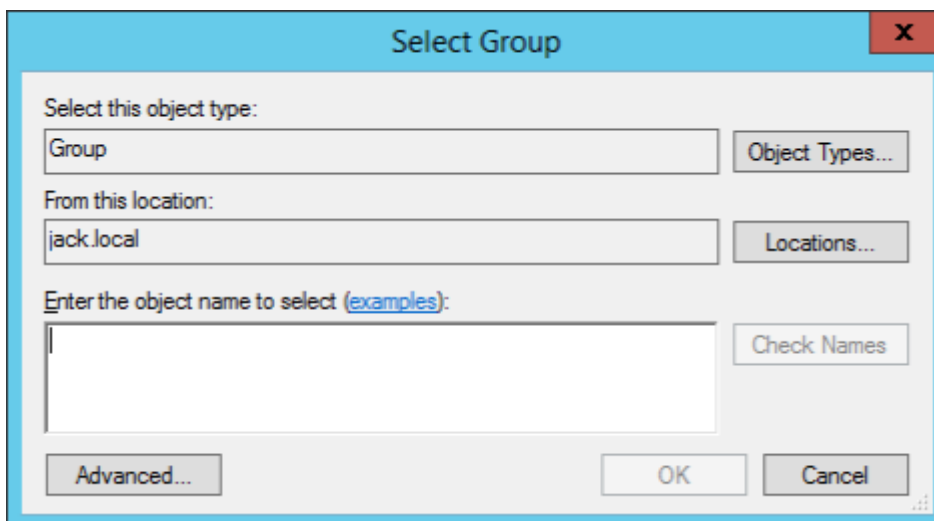 Select Group
x
Select this object type:
Group
Object Types...
From this location:
jack.local
Locations...
Enter the object name to select (examples):
Check Names
Advanced...
OK
Cancel